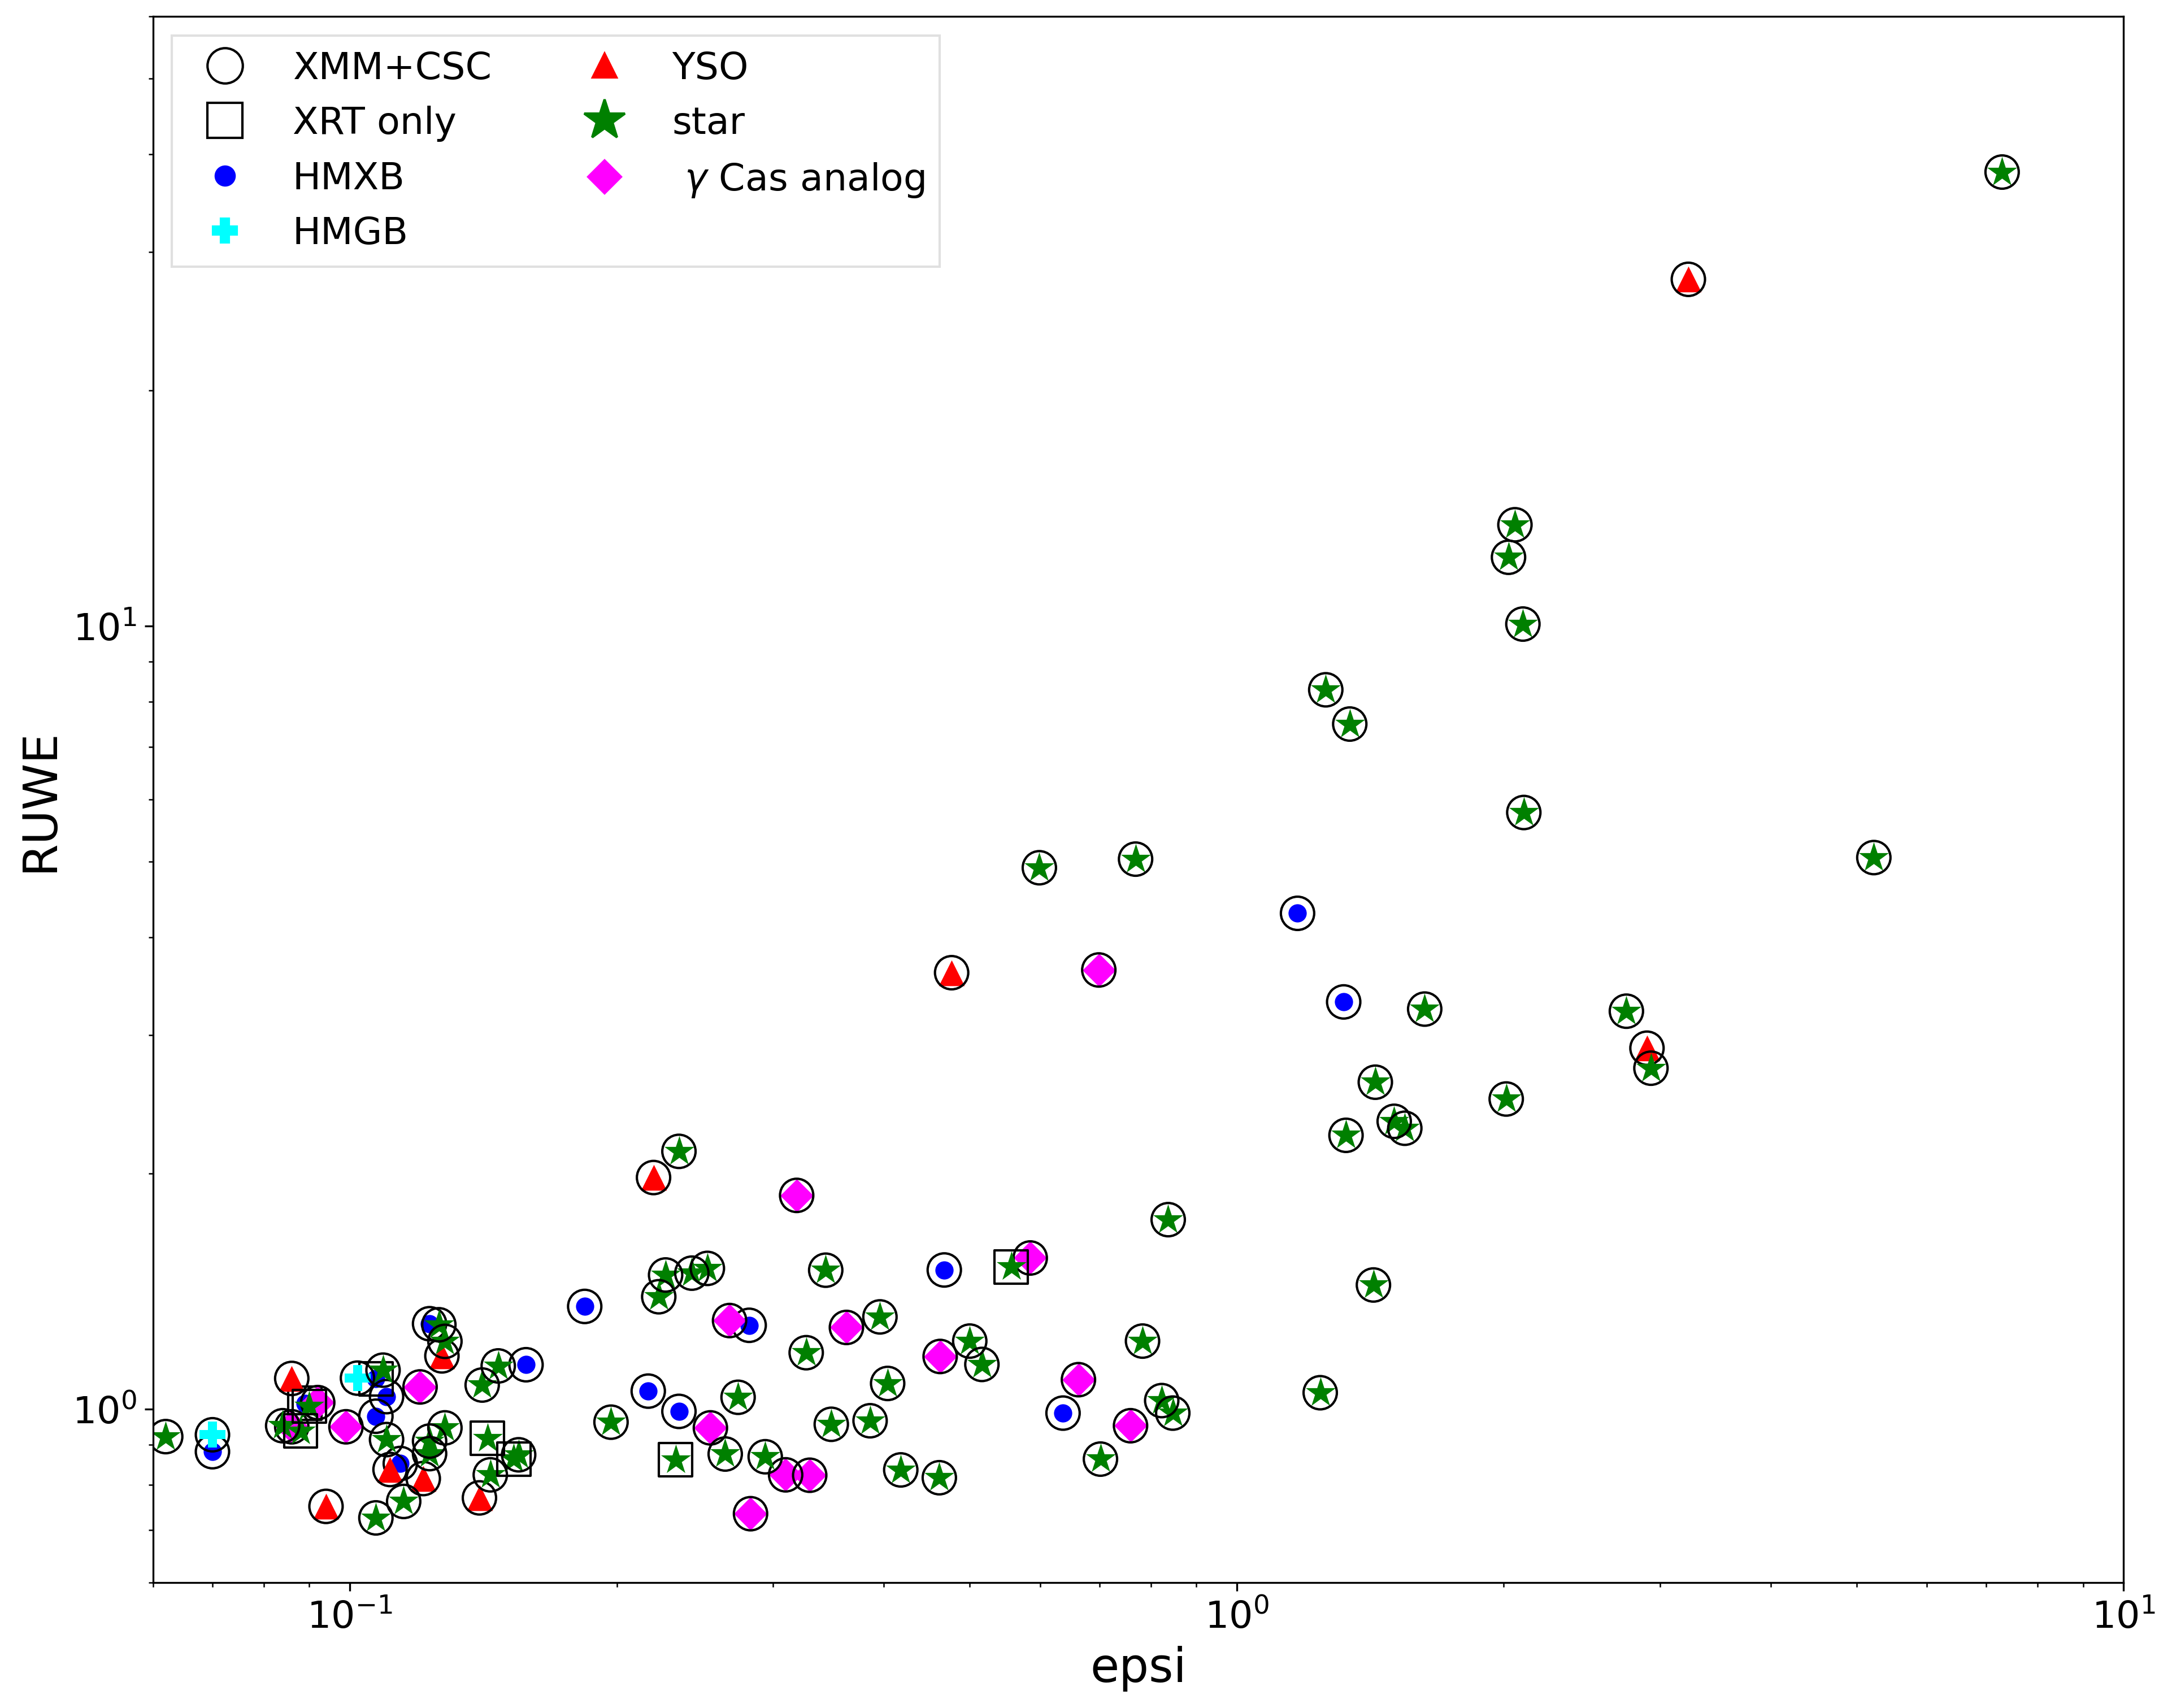 XMM+CSC
XRT only
HMXB
HMGB
YSO
star
γ Cas analog
RUWE
10¹
10⁰
10⁻¹
10⁰
10¹
epsi